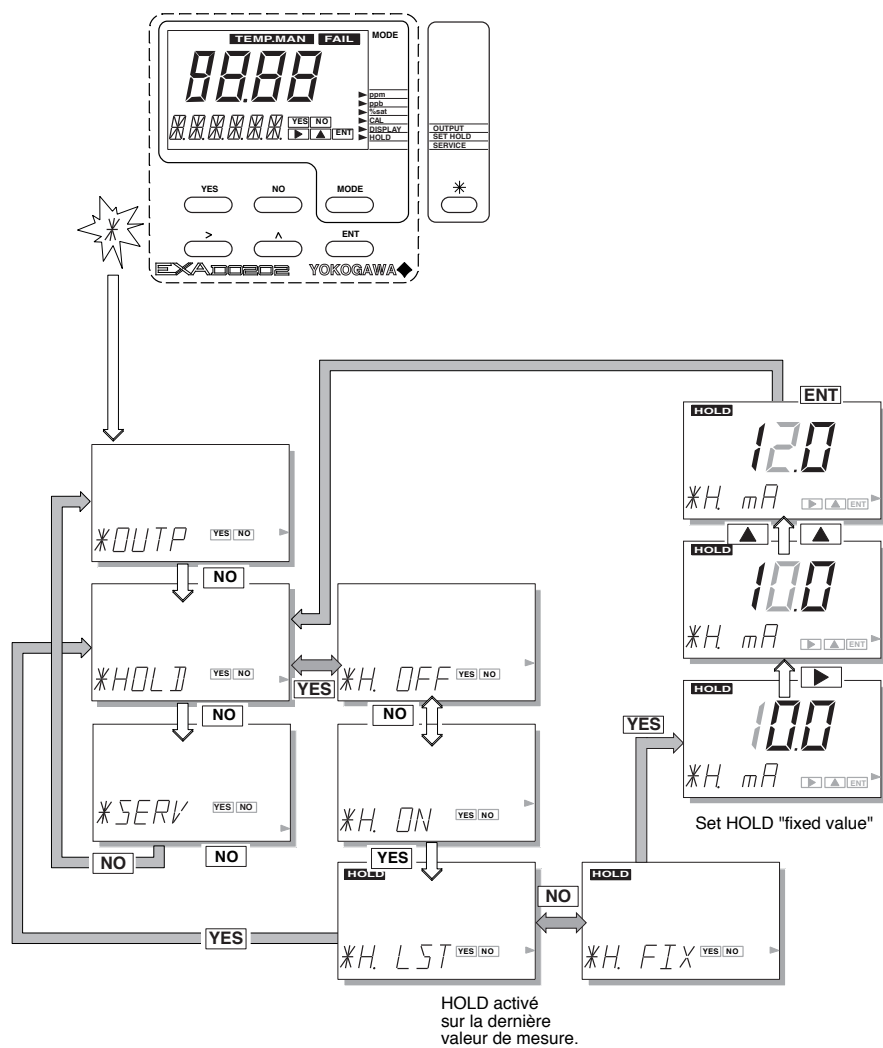 TEMP.MAN FAIL MODE
88.88
ppm
ppb
%sat
CAL
DISPLAY
HOLD
YES NO
ENT
OUTPUT
SET HOLD
SERVICE
YES NO MODE
> ^ ENT
EXA DO202 YOKOGAWA
*
*
ENT
HOLD
12.0
*H. mA ENT
HOLD
10.0
*H. mA ENT
HOLD
10.0
*H. mA ENT
Set HOLD "fixed value"
YES
*OUTP YES NO
NO
*HOLD YES NO
YES
NO
*SERV YES NO
NO
NO
*H. OFF YES NO
NO
*H. ON YES NO
YES
HOLD
*H. LST YES NO
YES
NO
HOLD
*H. FIX YES NO
HOLD activé
sur la dernière
valeur de mesure.